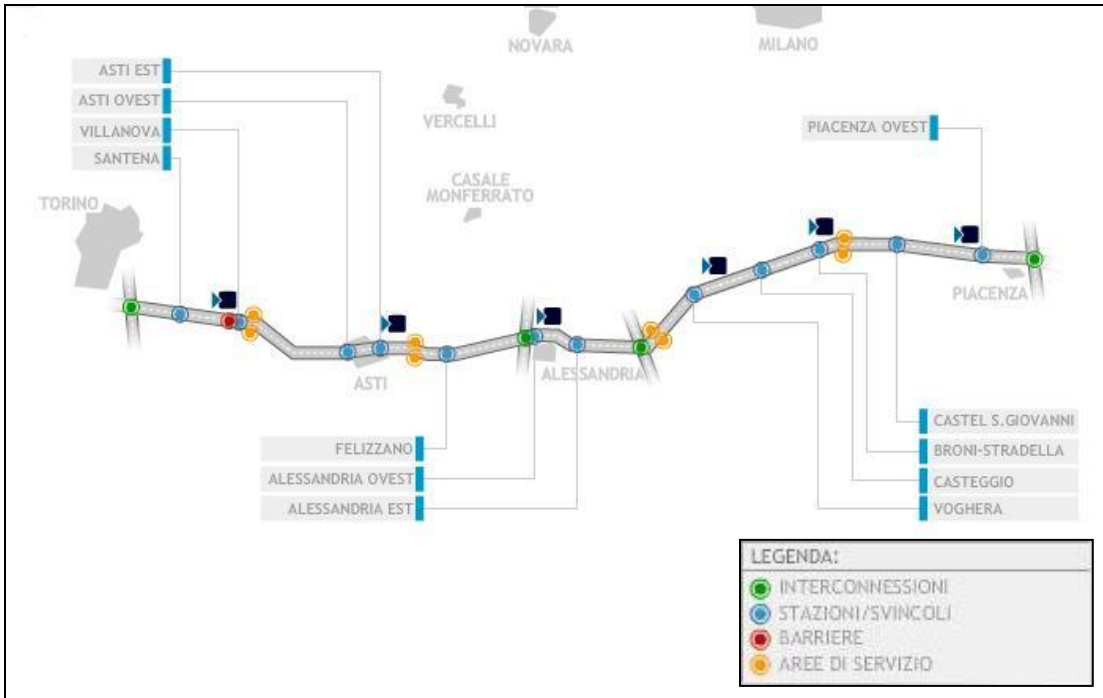 NOVARA
MILANO
ASTI EST
ASTI OVEST
VILLANOVA
SANTENA
VERCELLI
PIACENZA OVEST
CASALE
MONFERRATO
TORINO
PIACENZA
ASTI
ALESSANDRIA
FELIZZANO
ALESSANDRIA OVEST
ALESSANDRIA EST
CASTEL S.GIOVANNI
BRONI-STRADELLA
CASTEGGIO
VOGHERA
LEGENDA:
INTERCONNESSIONI
STAZIONI/SVINCOLI
BARRIERE
AREE DI SERVIZIO